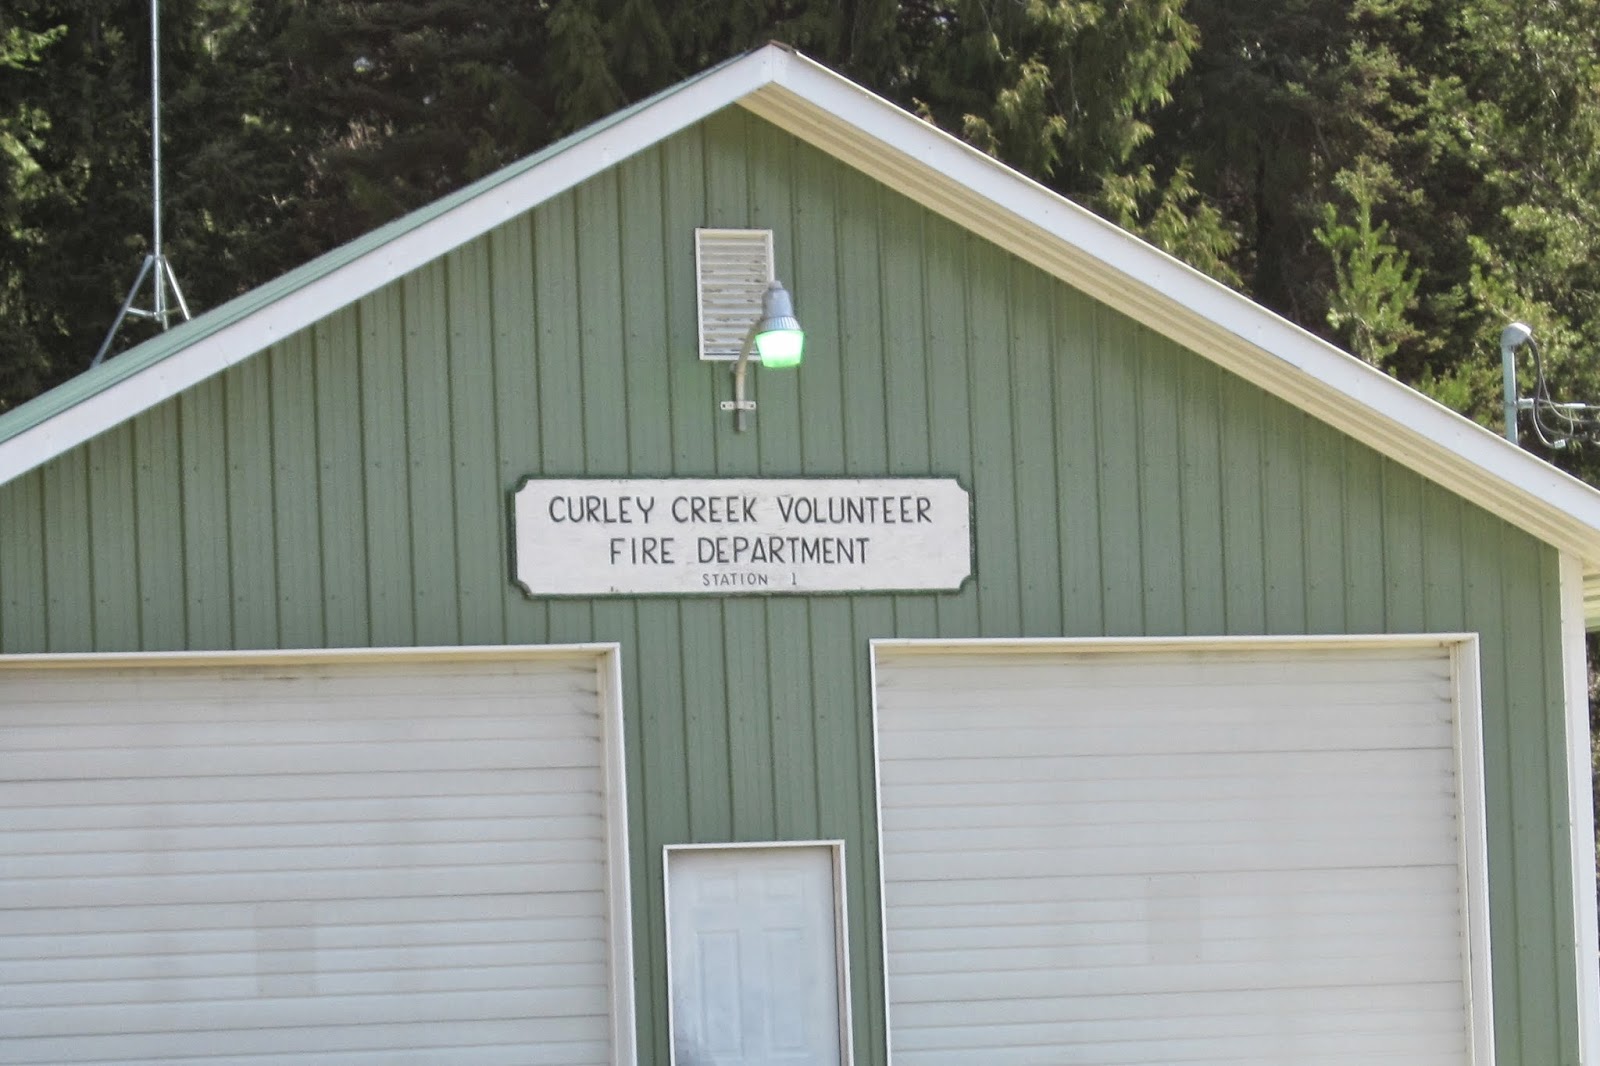 CURLEY CREEK VOLUNTEER
FIRE DEPARTMENT
STATION 1